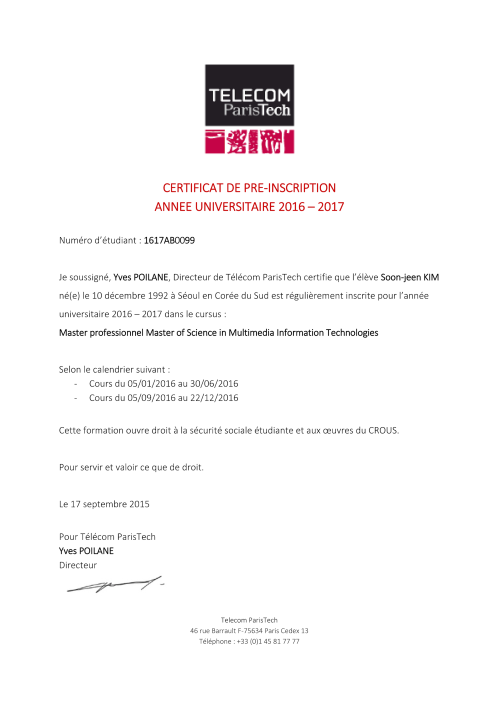 TELECOM
ParisTech
CERTIFICAT DE PRE-INSCRIPTION
ANNEE UNIVERSITAIRE 2016 – 2017
Numéro d'étudiant : 1617AB0099
Je soussigné, Yves POILANE, Directeur de Télécom ParisTech certifie que l'élève Soon-jeen KIM
né(e) le 10 décembre 1992 à Séoul en Corée du Sud est régulièrement inscrite pour l'année
universitaire 2016 – 2017 dans le cursus :
Master professionnel Master of Science in Multimedia Information Technologies
Selon le calendrier suivant :
- Cours du 05/01/2016 au 30/06/2016
- Cours du 05/09/2016 au 22/12/2016
Cette formation ouvre droit à la sécurité sociale étudiante et aux œuvres du CROUS.
Pour servir et valoir ce que de droit.
Le 17 septembre 2015
Pour Télécom ParisTech
Yves POILANE
Directeur
Telecom ParisTech
46 rue Barrault F-75634 Paris Cedex 13
Téléphone : +33 (0)1 45 81 77 77